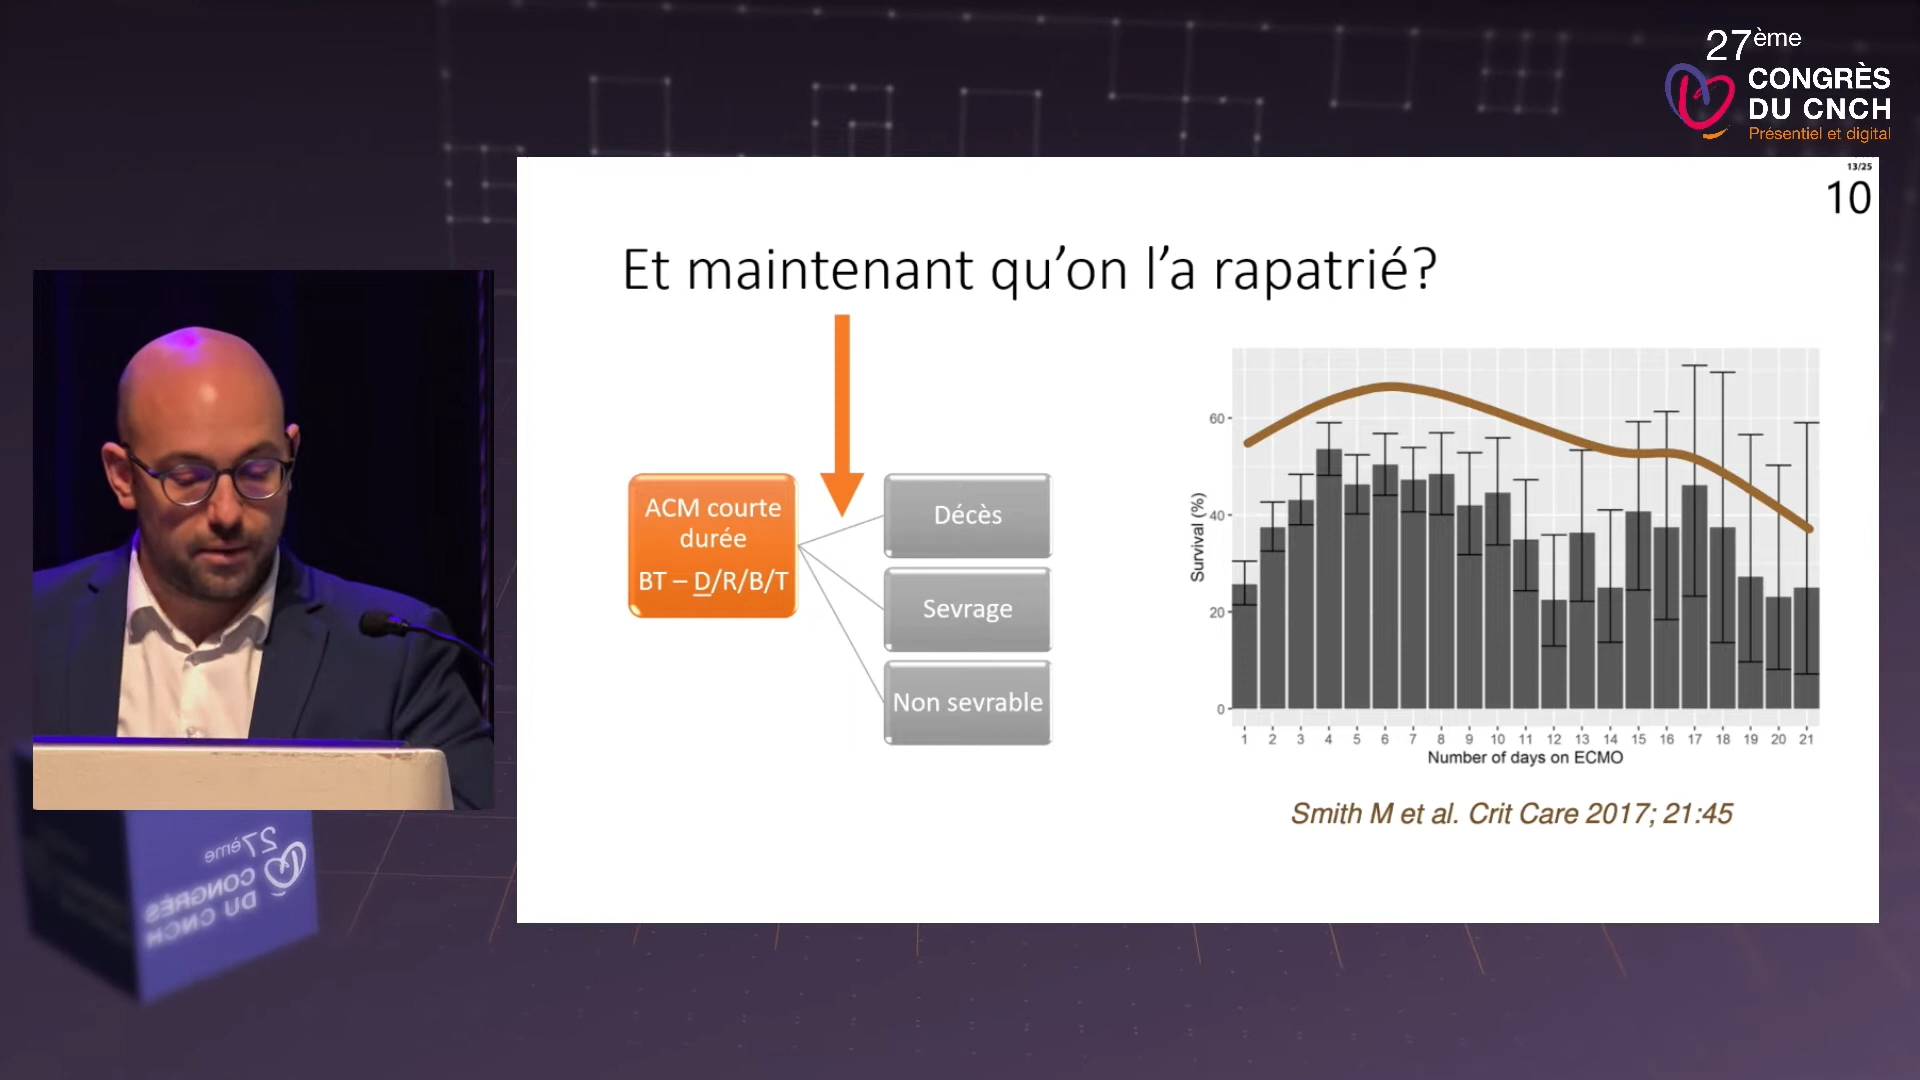 27ème
CONGRÈS
DU CNCH
Présentiel et digital
13/25
10
Et maintenant qu'on l'a rapatrié?
ACM courte
durée
BT – D/R/B/T
Décès
Sevrage
Non sevrable
Survival (%)
60
40
20
0
1 2 3 4 5 6 7 8 9 10 11 12 13 14 15 16 17 18 19 20 21
Number of days on ECMO
Smith M et al. Crit Care 2017; 21:45
27ème
CONGRÈS
DU CNCH